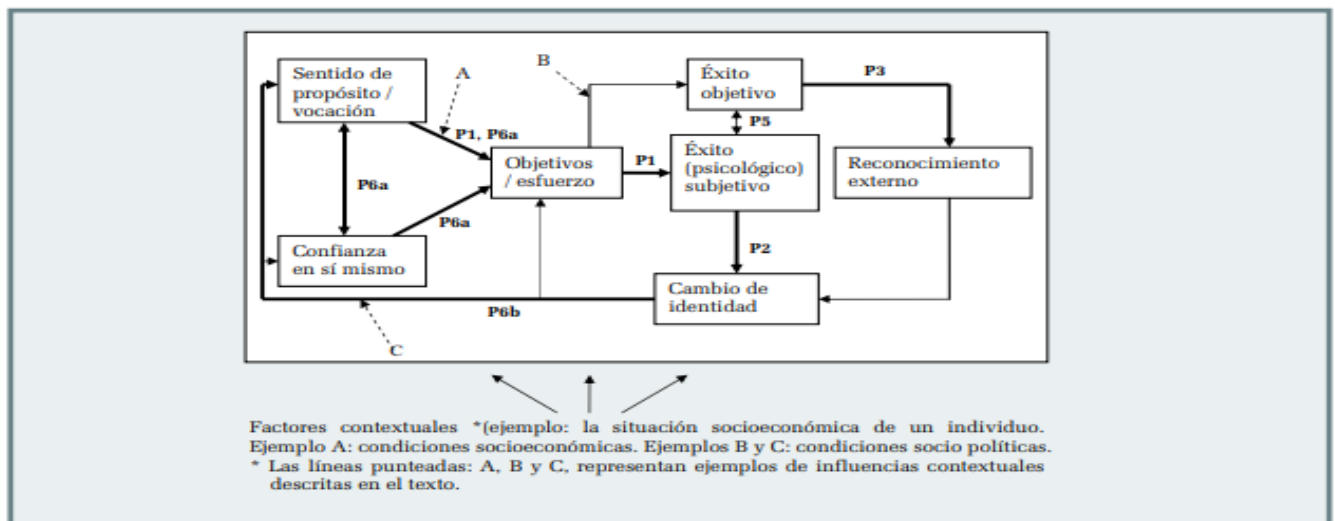 Sentido de
propósito /
vocación
A
B
Éxito
objetivo
P3
P1, P6a
P5
Objetivos
/ esfuerzo
P1
Éxito
(psicológico)
subjetivo
Reconocimiento
externo
P6a
P6a
P2
Confianza
en sí mismo
Cambio de
identidad
P6b
C
Factores contextuales *(ejemplo: la situación socioeconómica de un individuo.
Ejemplo A: condiciones socioeconómicas. Ejemplos B y C: condiciones socio políticas.
* Las líneas punteadas: A, B y C, representan ejemplos de influencias contextuales
descritas en el texto.